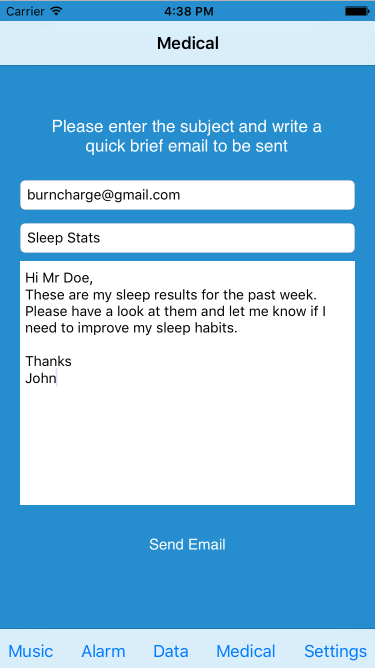 Carrier 4:38 PM
Medical
Please enter the subject and write a
quick brief email to be sent
burncharge@gmail.com
Sleep Stats
Hi Mr Doe,
These are my sleep results for the past week.
Please have a look at them and let me know if I
need to improve my sleep habits.
Thanks
John
Send Email
Music Alarm Data Medical Settings